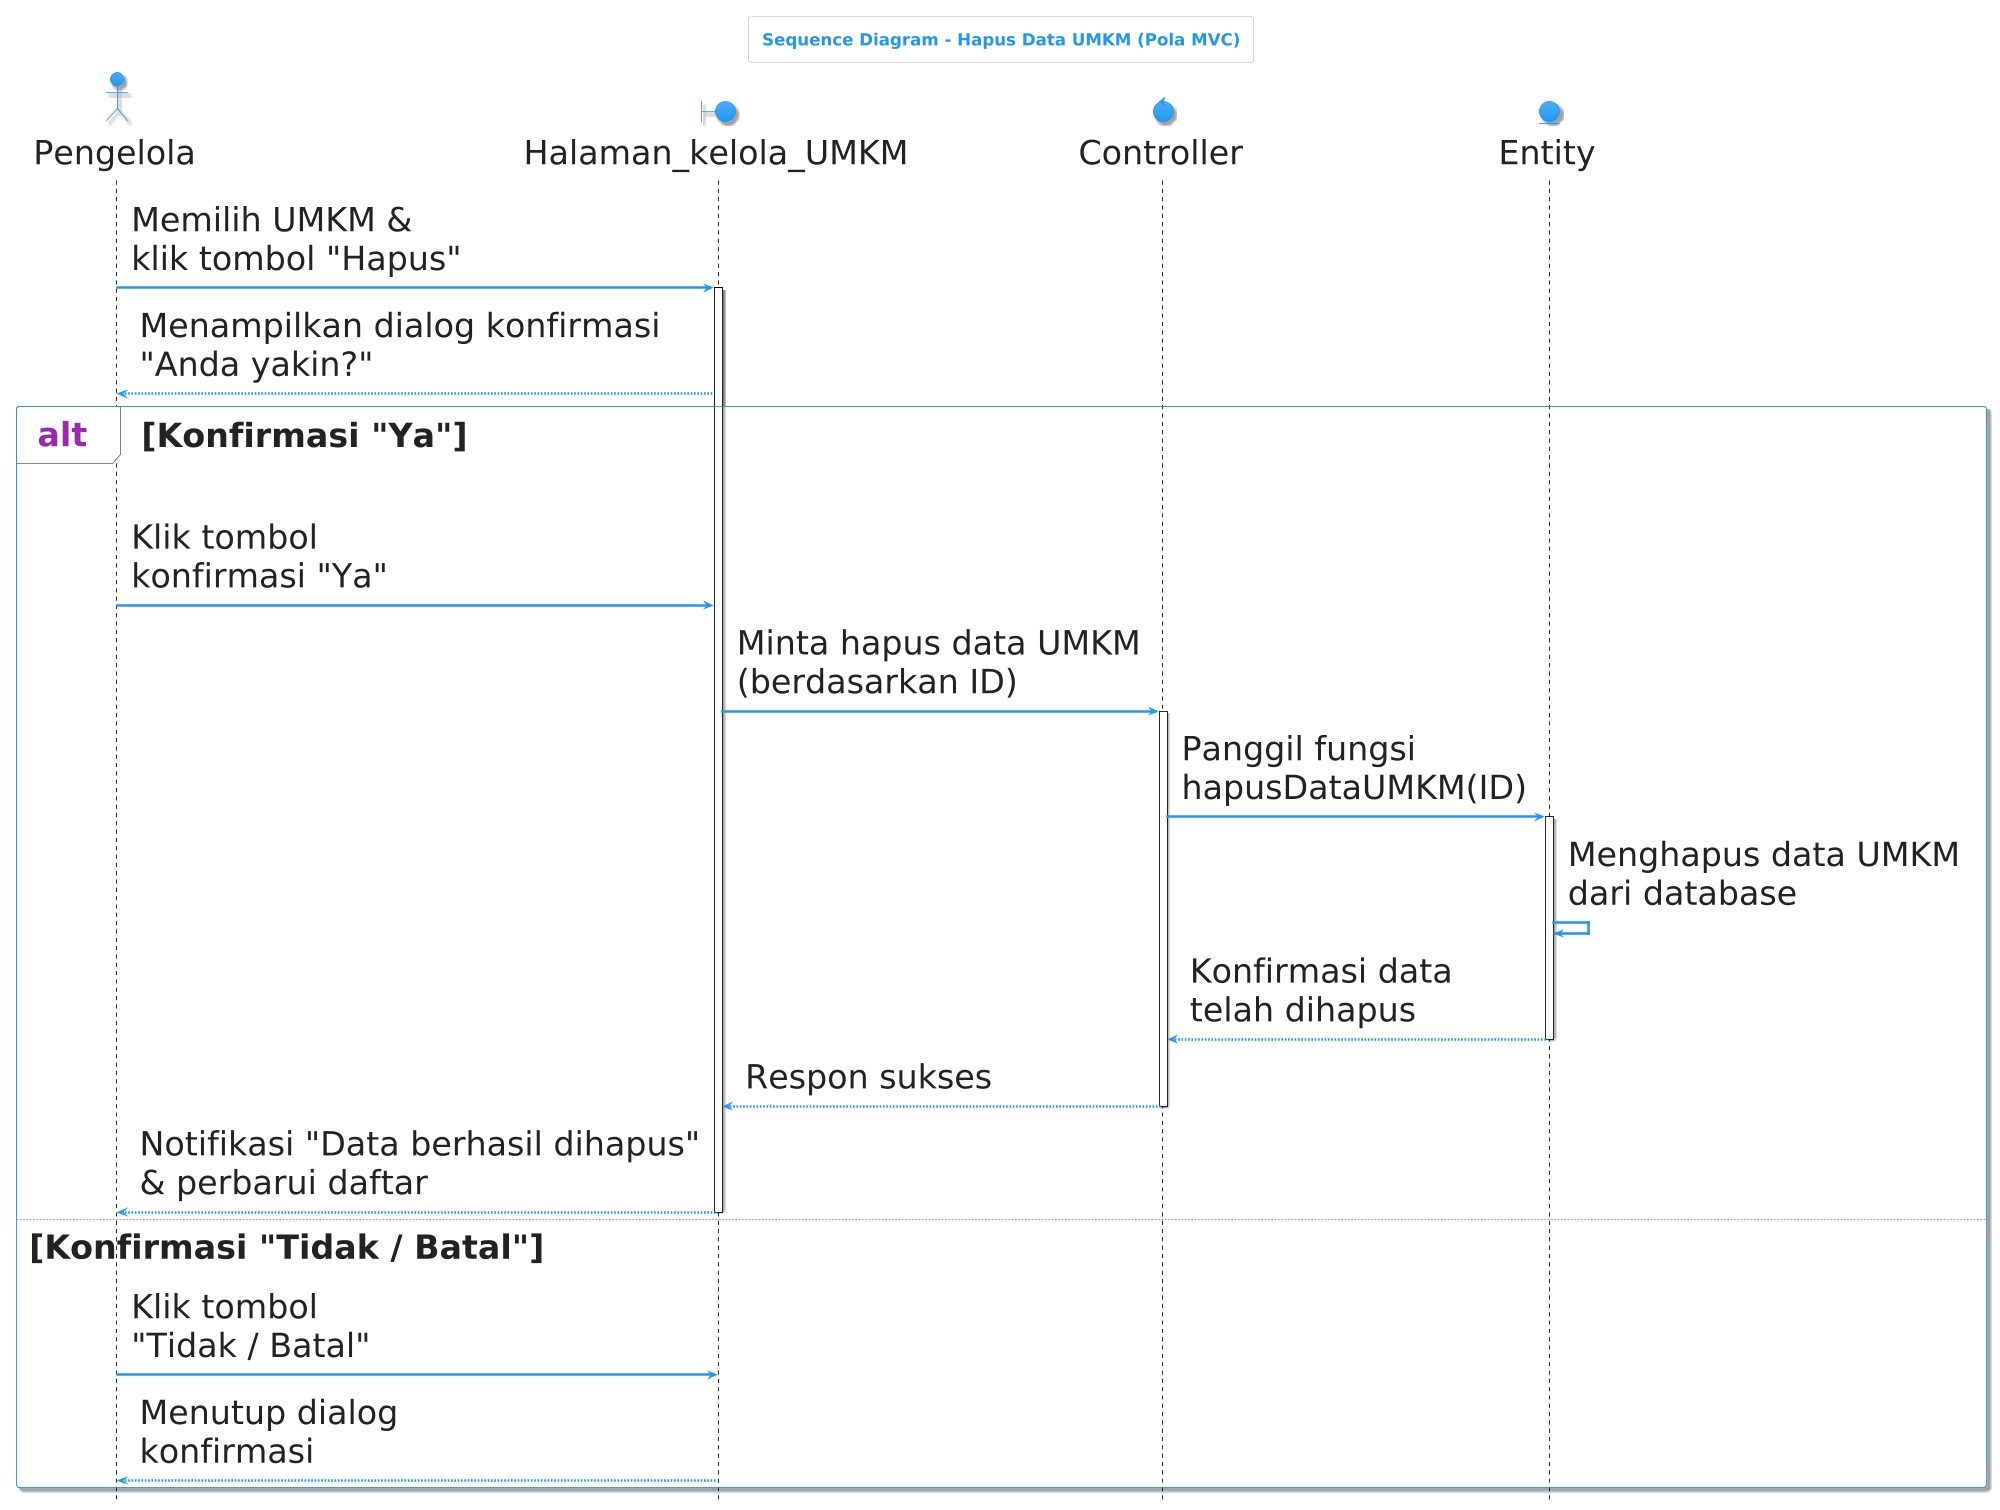 Sequence Diagram - Hapus Data UMKM (Pola MVC)
Pengelola
Halaman_kelola_UMKM
Controller
Entity
Memilih UMKM &
klik tombol "Hapus"
Menampilkan dialog konfirmasi
"Anda yakin?"
alt
[Konfirmasi "Ya"]
Klik tombol
konfirmasi "Ya"
Minta hapus data UMKM
(berdasarkan ID)
Panggil fungsi
hapusDataUMKM(ID)
Menghapus data UMKM
dari database
Konfirmasi data
telah dihapus
Respon sukses
Notifikasi "Data berhasil dihapus"
& perbarui daftar
[Konfirmasi "Tidak / Batal"]
Klik tombol
"Tidak / Batal"
Menutup dialog
konfirmasi